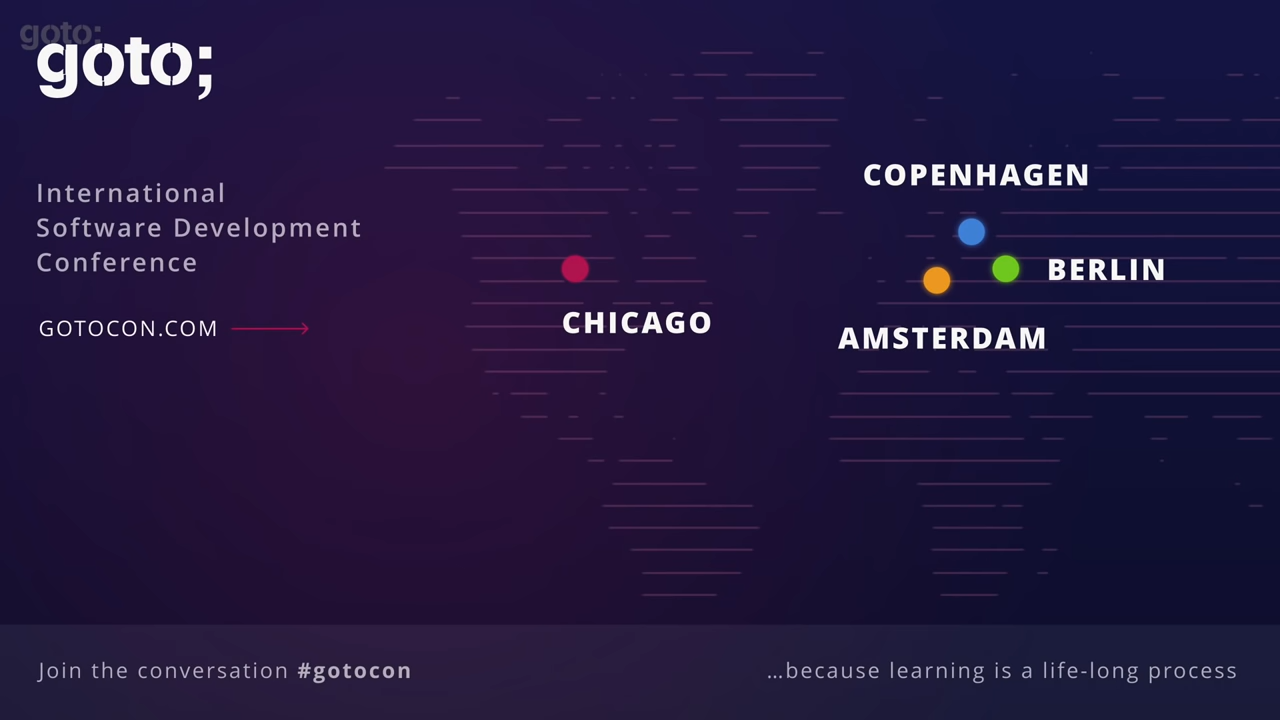 goto;
goto;
International
Software Development
Conference
GOTOCON.COM
COPENHAGEN
BERLIN
CHICAGO
AMSTERDAM
Join the conversation #gotocon
...because learning is a life-long process